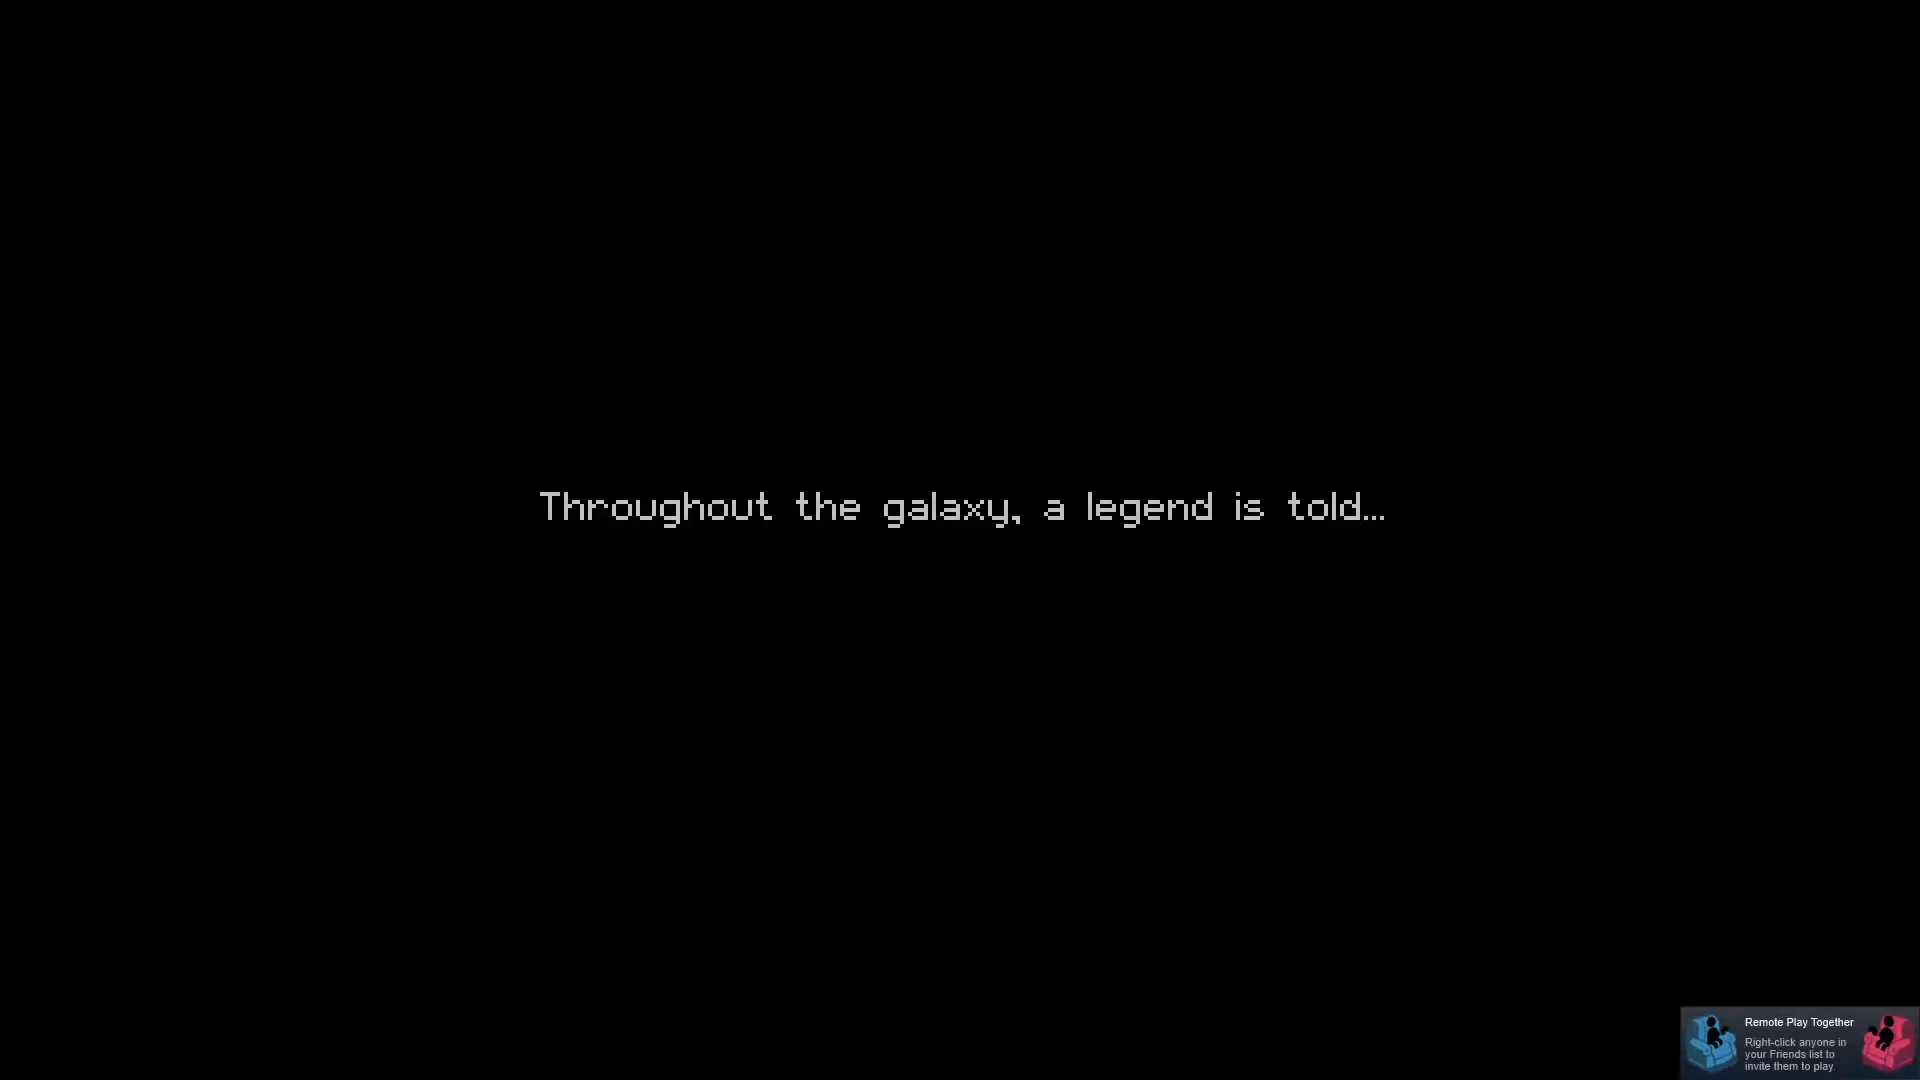 Throughout the galaxy, a legend is told...
Remote Play Together
Right-click anyone in
your Friends list to
invite them to play.